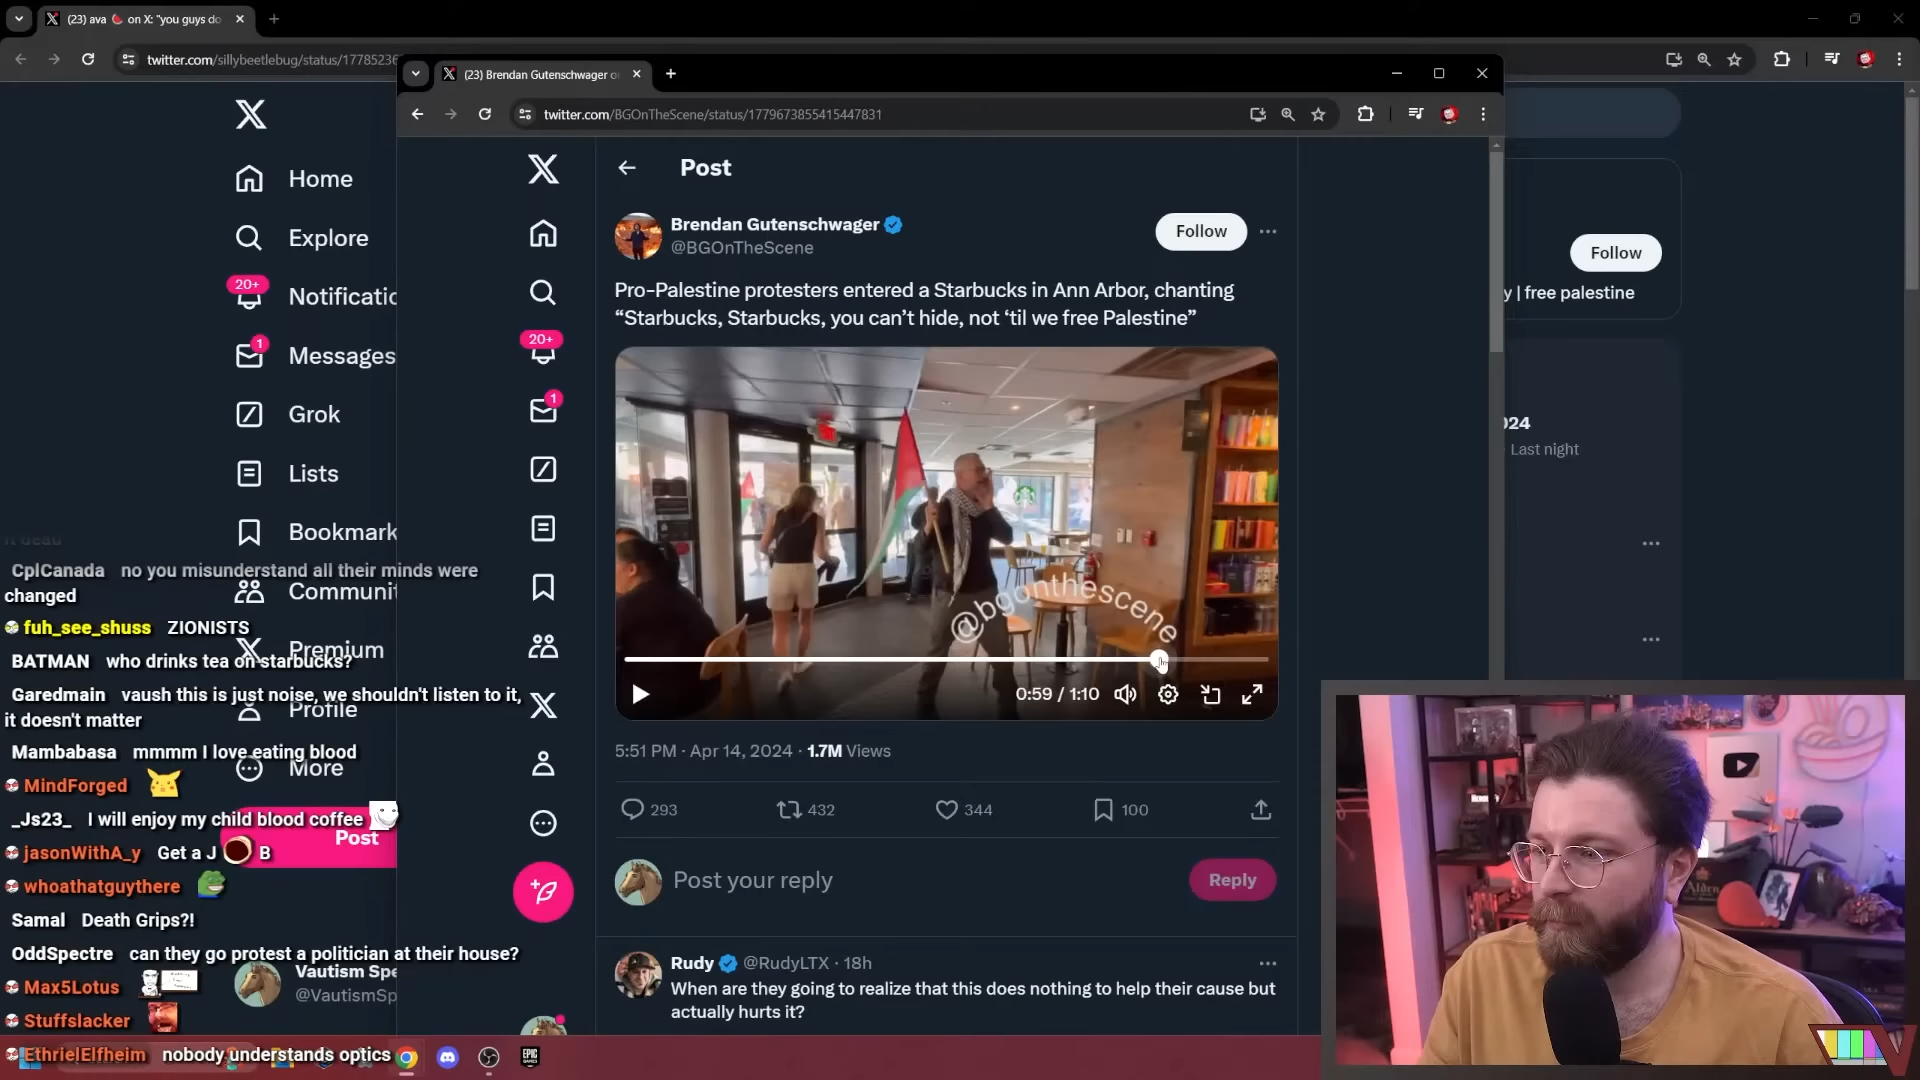 (23) ava on X: "you guys do
twitter.com/sillybeetlebug/status/1778523
(23) Brendan Gutenschwager o
twitter.com/BGOnTheScene/status/1779673855415447831
Home
Explore
20+
Notificatic
1
Messages
Grok
Lists
Bookmark
Communit
Premium
Profile
More
Post
Vautism Spe
@VautismSp
20+
1
Post
Brendan Gutenschwager
@BGOnTheScene
Follow
Pro-Palestine protesters entered a Starbucks in Ann Arbor, chanting
“Starbucks, Starbucks, you can’t hide, not ‘til we free Palestine”
@bgonthescene
0:59 / 1:10
5:51 PM · Apr 14, 2024 · 1.7M Views
293
432
344
100
Post your reply
Reply
Rudy @RudyLTX · 18h
When are they going to realize that this does nothing to help their cause but
actually hurts it?
Follow
y | free palestine
024
Last night
CplCanada no you misunderstand all their minds were
changed
fuh_see_shuss ZIONISTS
BATMAN who drinks tea on starbucks?
Garedmain vaush this is just noise, we shouldn't listen to it,
it doesn't matter
Mambabasa mmmm I love eating blood
MindForged
_Js23_ I will enjoy my child blood coffee
jasonWithA_y Get a J B
whoathatguythere
Samal Death Grips?!
OddSpectre can they go protest a politician at their house?
Max5Lotus
Stuffslacker
EthrielElfheim nobody understands optics
EPIC
GAMES